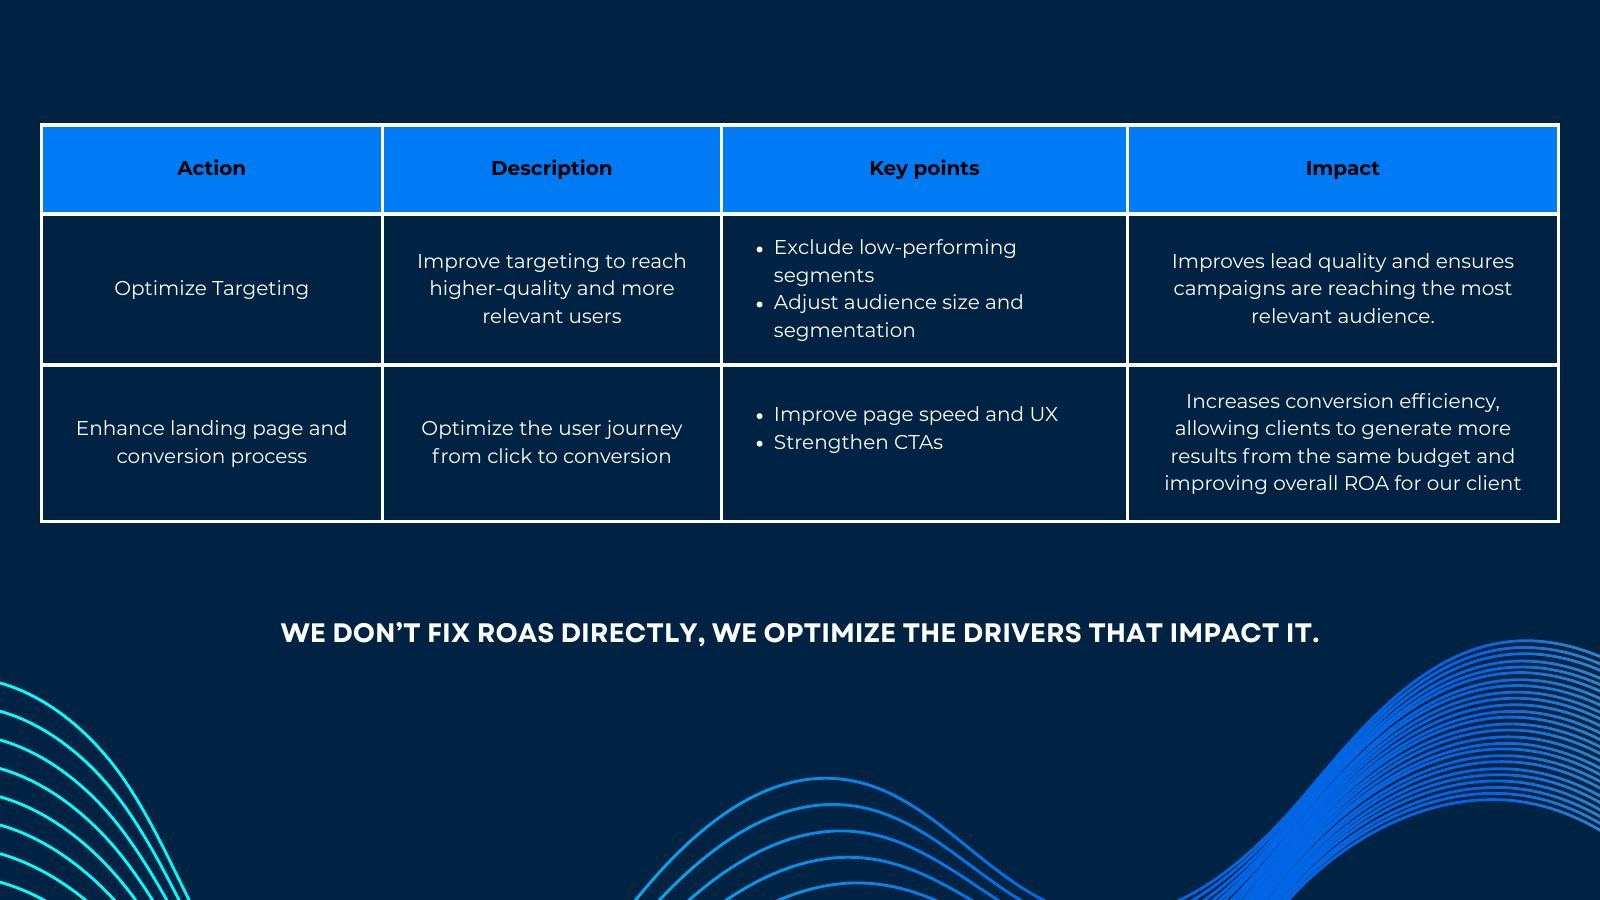 Action
Description
Key points
Impact
Optimize Targeting
Improve targeting to reach
higher-quality and more
relevant users
• Exclude low-performing
segments
• Adjust audience size and
segmentation
Improves lead quality and ensures
campaigns are reaching the most
relevant audience.
Enhance landing page and
conversion process
Optimize the user journey
from click to conversion
• Improve page speed and UX
• Strengthen CTAs
Increases conversion efficiency,
allowing clients to generate more
results from the same budget and
improving overall ROA for our client
WE DON’T FIX ROAS DIRECTLY, WE OPTIMIZE THE DRIVERS THAT IMPACT IT.